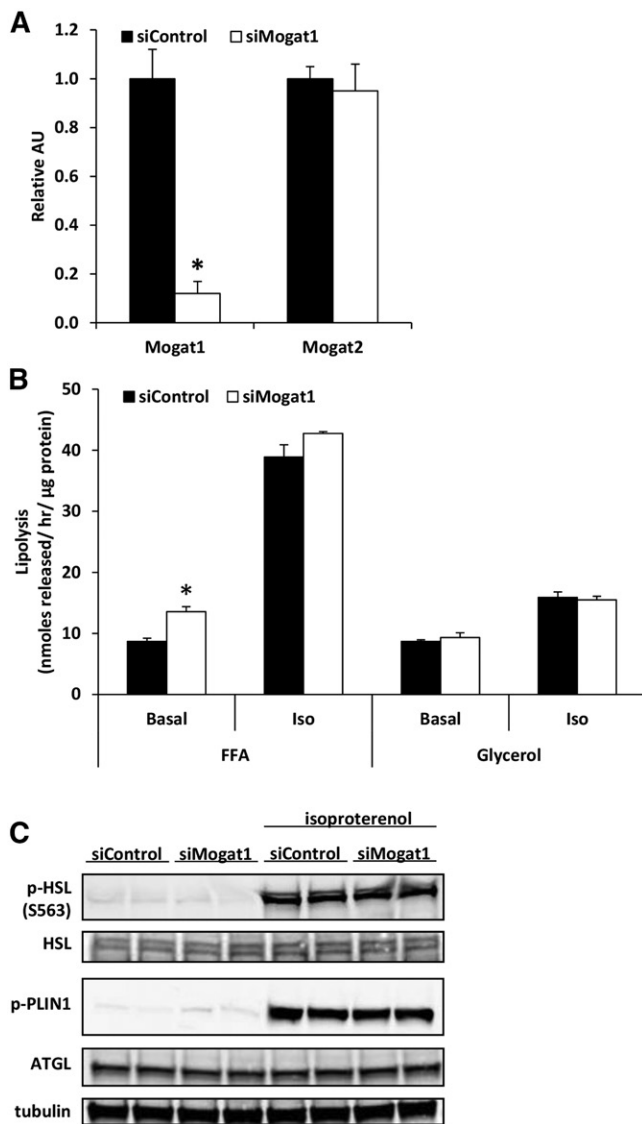 A
siControl siMogat1
1.2
1.0
0.8
0.6
0.4
0.2
0.0
Relative AU
*
Mogat1 Mogat2
B
siControl siMogat1
50
40
30
20
10
0
Lipolysis
(nmoles released/ hr/ µg protein)
*
Basal Iso Basal Iso
FFA Glycerol
C
isoproterenol
siControl siMogat1 siControl siMogat1
p-HSL
(S563)
HSL
p-PLIN1
ATGL
tubulin